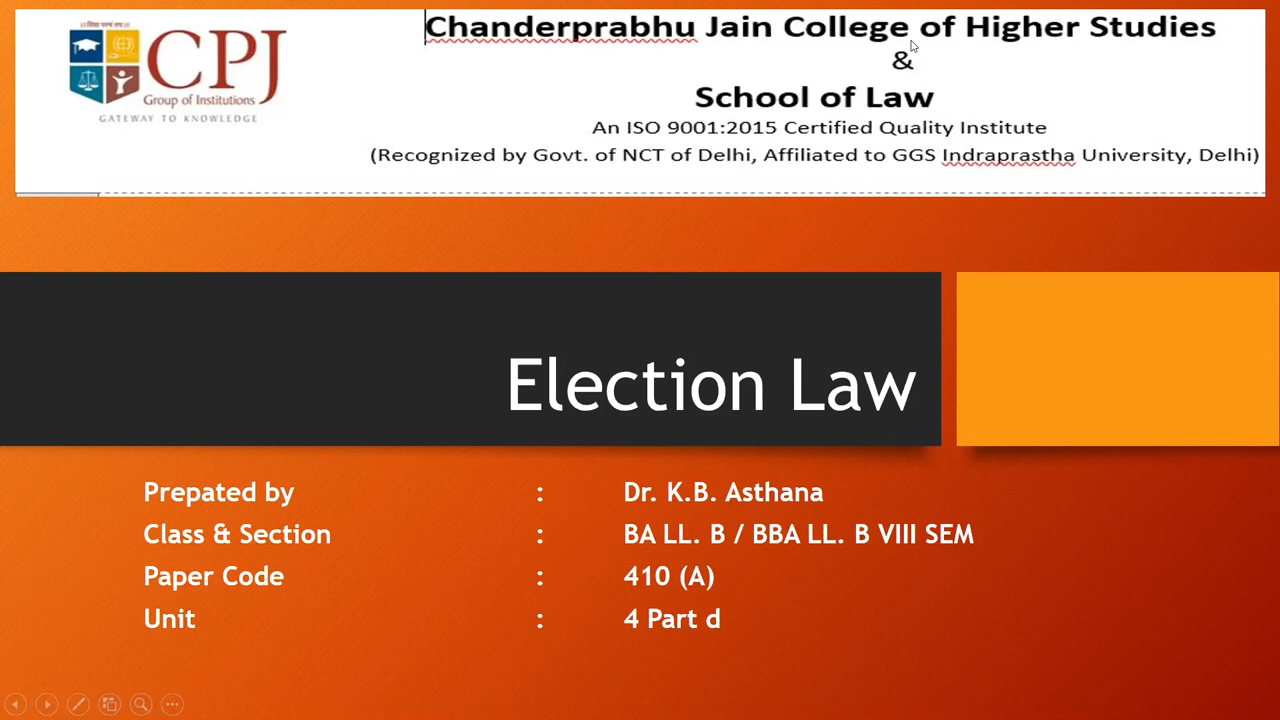 CPJ
Group of Institutions
GATEWAY TO KNOWLEDGE
Chanderprabhu Jain College of Higher Studies
&
School of Law
An ISO 9001:2015 Certified Quality Institute
(Recognized by Govt. of NCT of Delhi, Affiliated to GGS Indraprastha University, Delhi)
Election Law
Prepated by : Dr. K.B. Asthana
Class & Section : BA LL. B / BBA LL. B VIII SEM
Paper Code : 410 (A)
Unit : 4 Part d